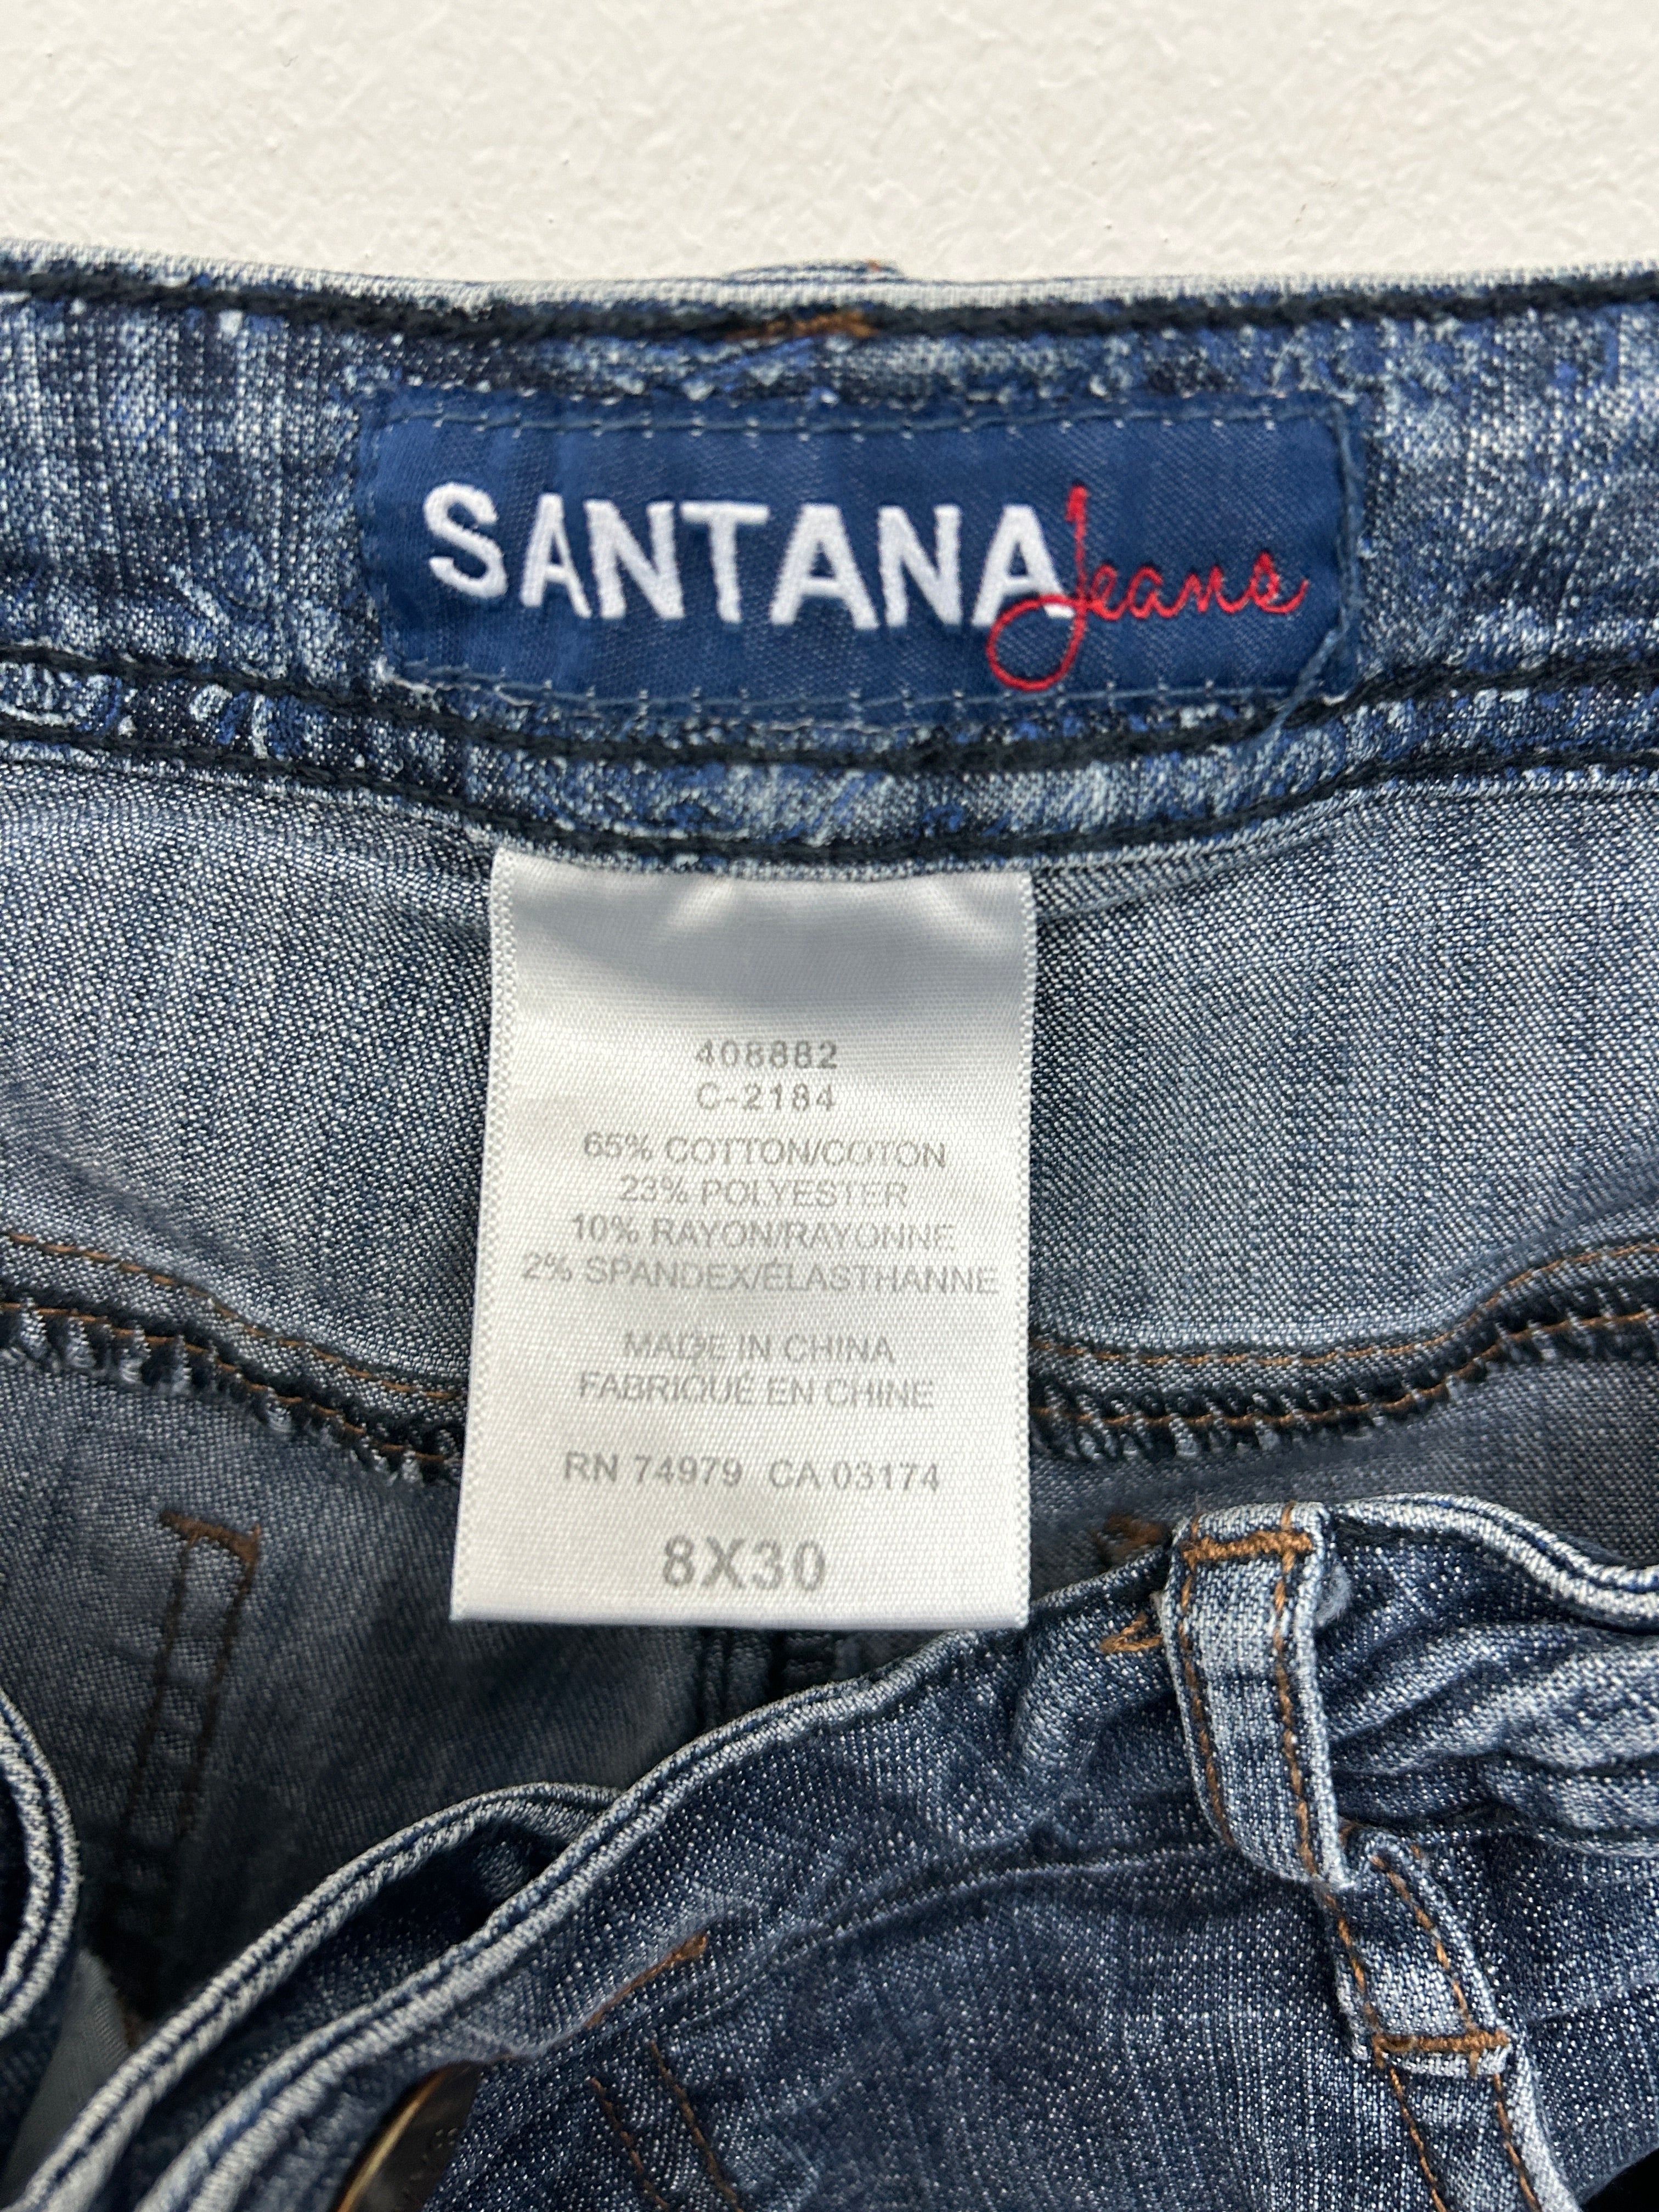 SANTANA Jeans
408882
C-2184
65% COTTON/COTON
23% POLYESTER
10% RAYON/RAYONNE
2% SPANDEX/ÉLASTHANNE
MADE IN CHINA
FABRIQUÉ EN CHINE
RN 74979 CA 03174
8X30